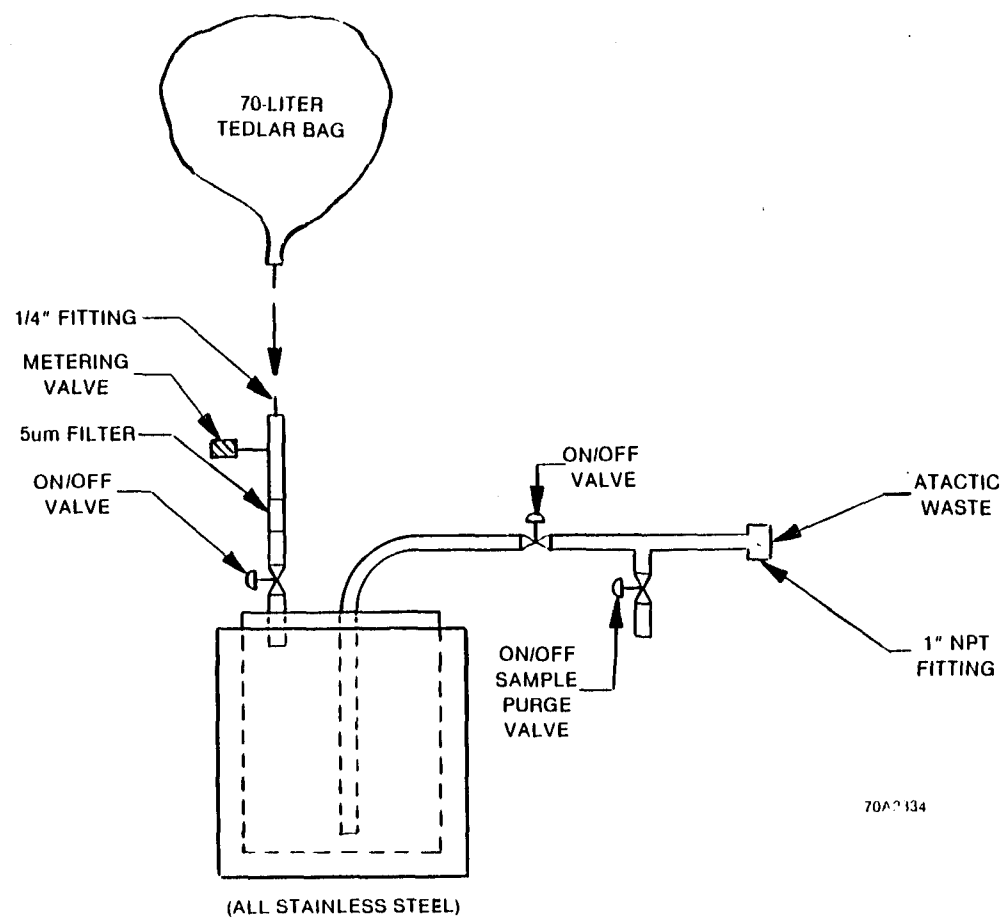 70-LITER
TEDLAR BAG
1/4" FITTING
METERING
VALVE
5um FILTER
ON/OFF
VALVE
ON/OFF
VALVE
ATACTIC
WASTE
ON/OFF
SAMPLE
PURGE
VALVE
1" NPT
FITTING
(ALL STAINLESS STEEL)